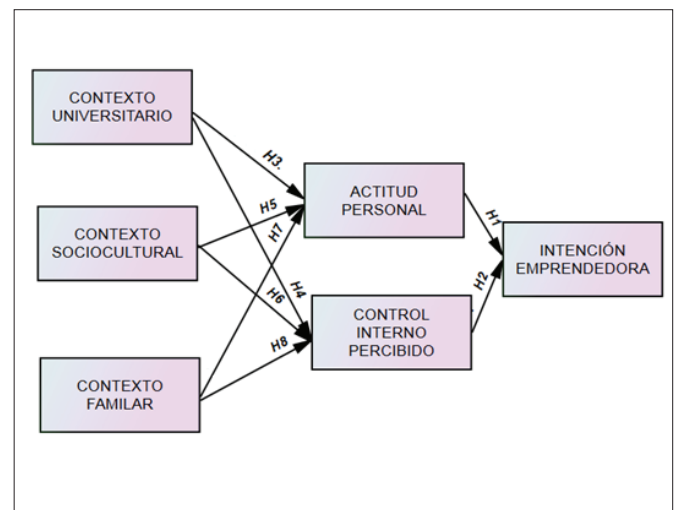 CONTEXTO
UNIVERSITARIO
H3.
ACTITUD
PERSONAL
H5
H1
CONTEXTO
SOCIOCULTURAL
H7
INTENCIÓN
EMPRENDEDORA
H4
H6
H2
CONTROL
INTERNO
PERCIBIDO
H8
CONTEXTO
FAMILAR